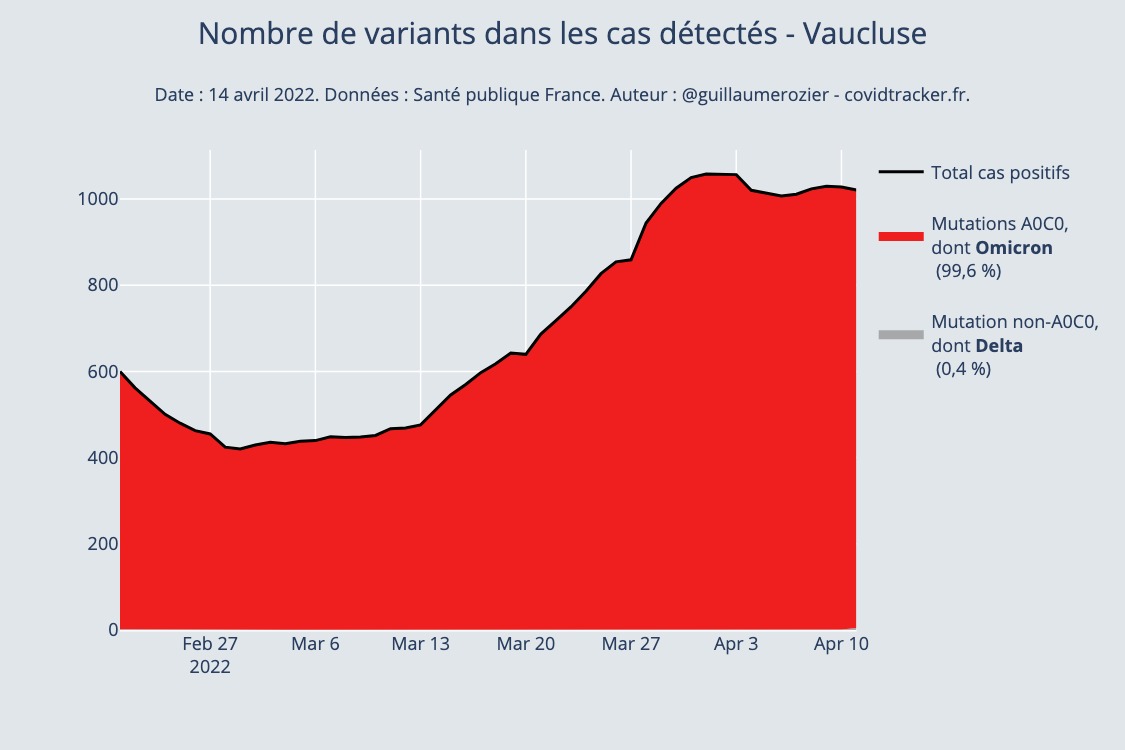 Nombre de variants dans les cas détectés - Vaucluse
Date : 14 avril 2022. Données : Santé publique France. Auteur : @guillaumerozier - covidtracker.fr.
Total cas positifs
Mutations A0C0,
dont Omicron
(99,6 %)
Mutation non-A0C0,
dont Delta
(0,4 %)
1000
800
600
400
200
0
Feb 27
2022
Mar 6
Mar 13
Mar 20
Mar 27
Apr 3
Apr 10